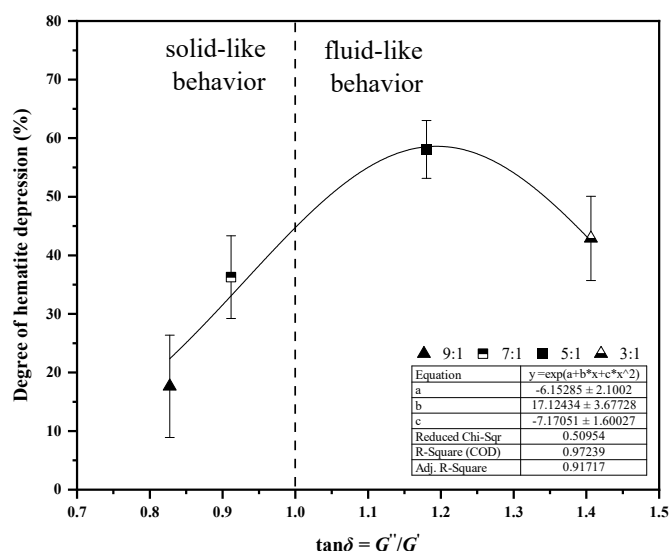 80
70
60
50
40
30
20
10
0
Degree of hematite depression (%)
solid-like
behavior
fluid-like
behavior
9:1 7:1 5:1 3:1
Equation y =exp(a+b*x+c*x^2)
a -6.15285 ± 2.1002
b 17.12434 ± 3.67728
c -7.17051 ± 1.60027
Reduced Chi-Sqr 0.50954
R-Square (COD) 0.97239
Adj. R-Square 0.91717
0.7 0.8 0.9 1.0 1.1 1.2 1.3 1.4 1.5
tanδ = G''/G'